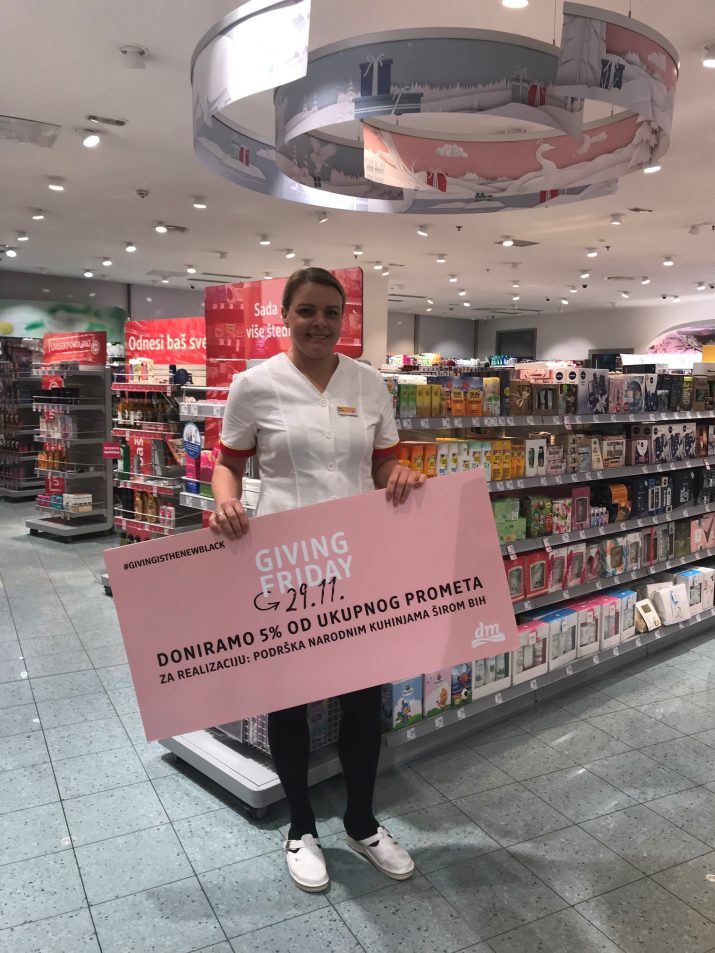 Sada
više šted
Odnesi baš sve
#GIVINGISTHENEWBLACK
GIVING
FRIDAY
29.11.
DONIRAMO 5% OD UKUPNOG PROMETA
ZA REALIZACIJU: PODRŠKA NARODNIM KUHINJAMA ŠIROM BIH
dm